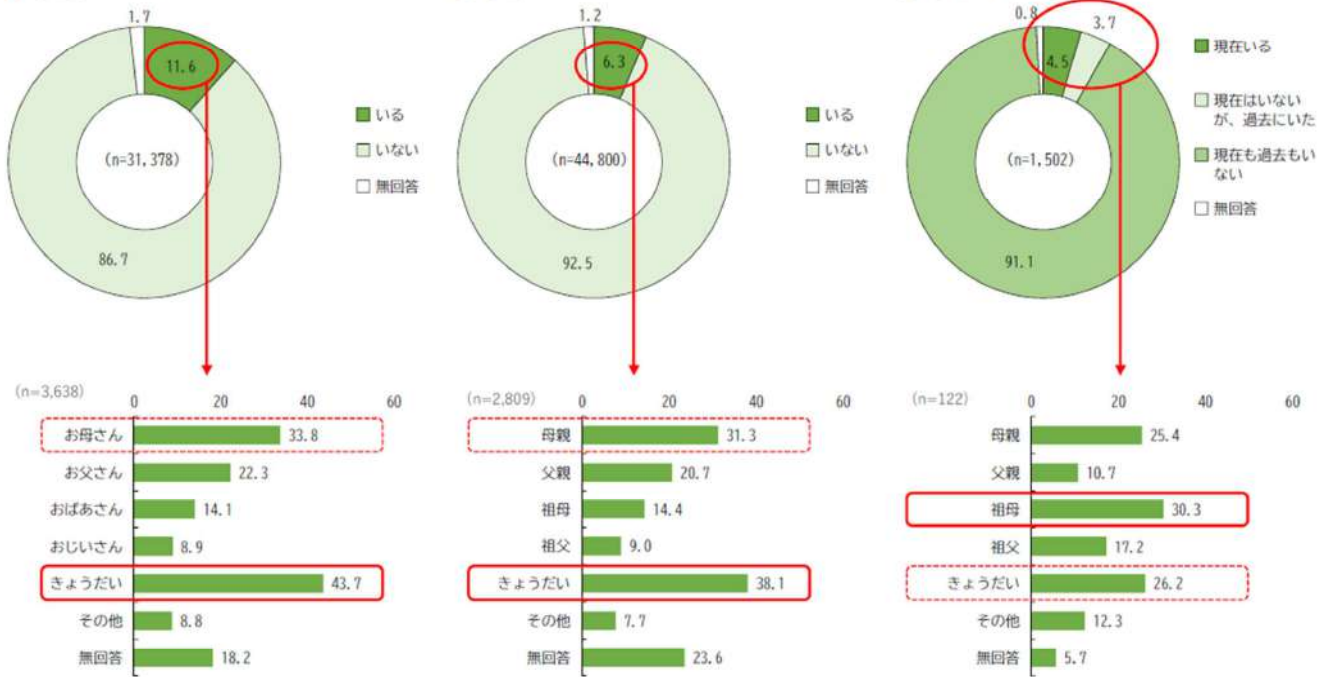 1.7
11.6
(n=31,378)
86.7
いる
いない
無回答
1.2
6.3
(n=44,800)
92.5
いる
いない
無回答
0.8
3.7
4.5
(n=1,502)
91.1
現在いる
現在はいない
が、過去にいた
現在も過去もい
ない
無回答
(n=3,638)
0 20 40 60
お母さん 33.8
お父さん 22.3
おばあさん 14.1
おじいさん 8.9
きょうだい 43.7
その他 8.8
無回答 18.2
(n=2,809)
0 20 40 60
母親 31.3
父親 20.7
祖母 14.4
祖父 9.0
きょうだい 38.1
その他 7.7
無回答 23.6
(n=122)
0 20 40 60
母親 25.4
父親 10.7
祖母 30.3
祖父 17.2
きょうだい 26.2
その他 12.3
無回答 5.7